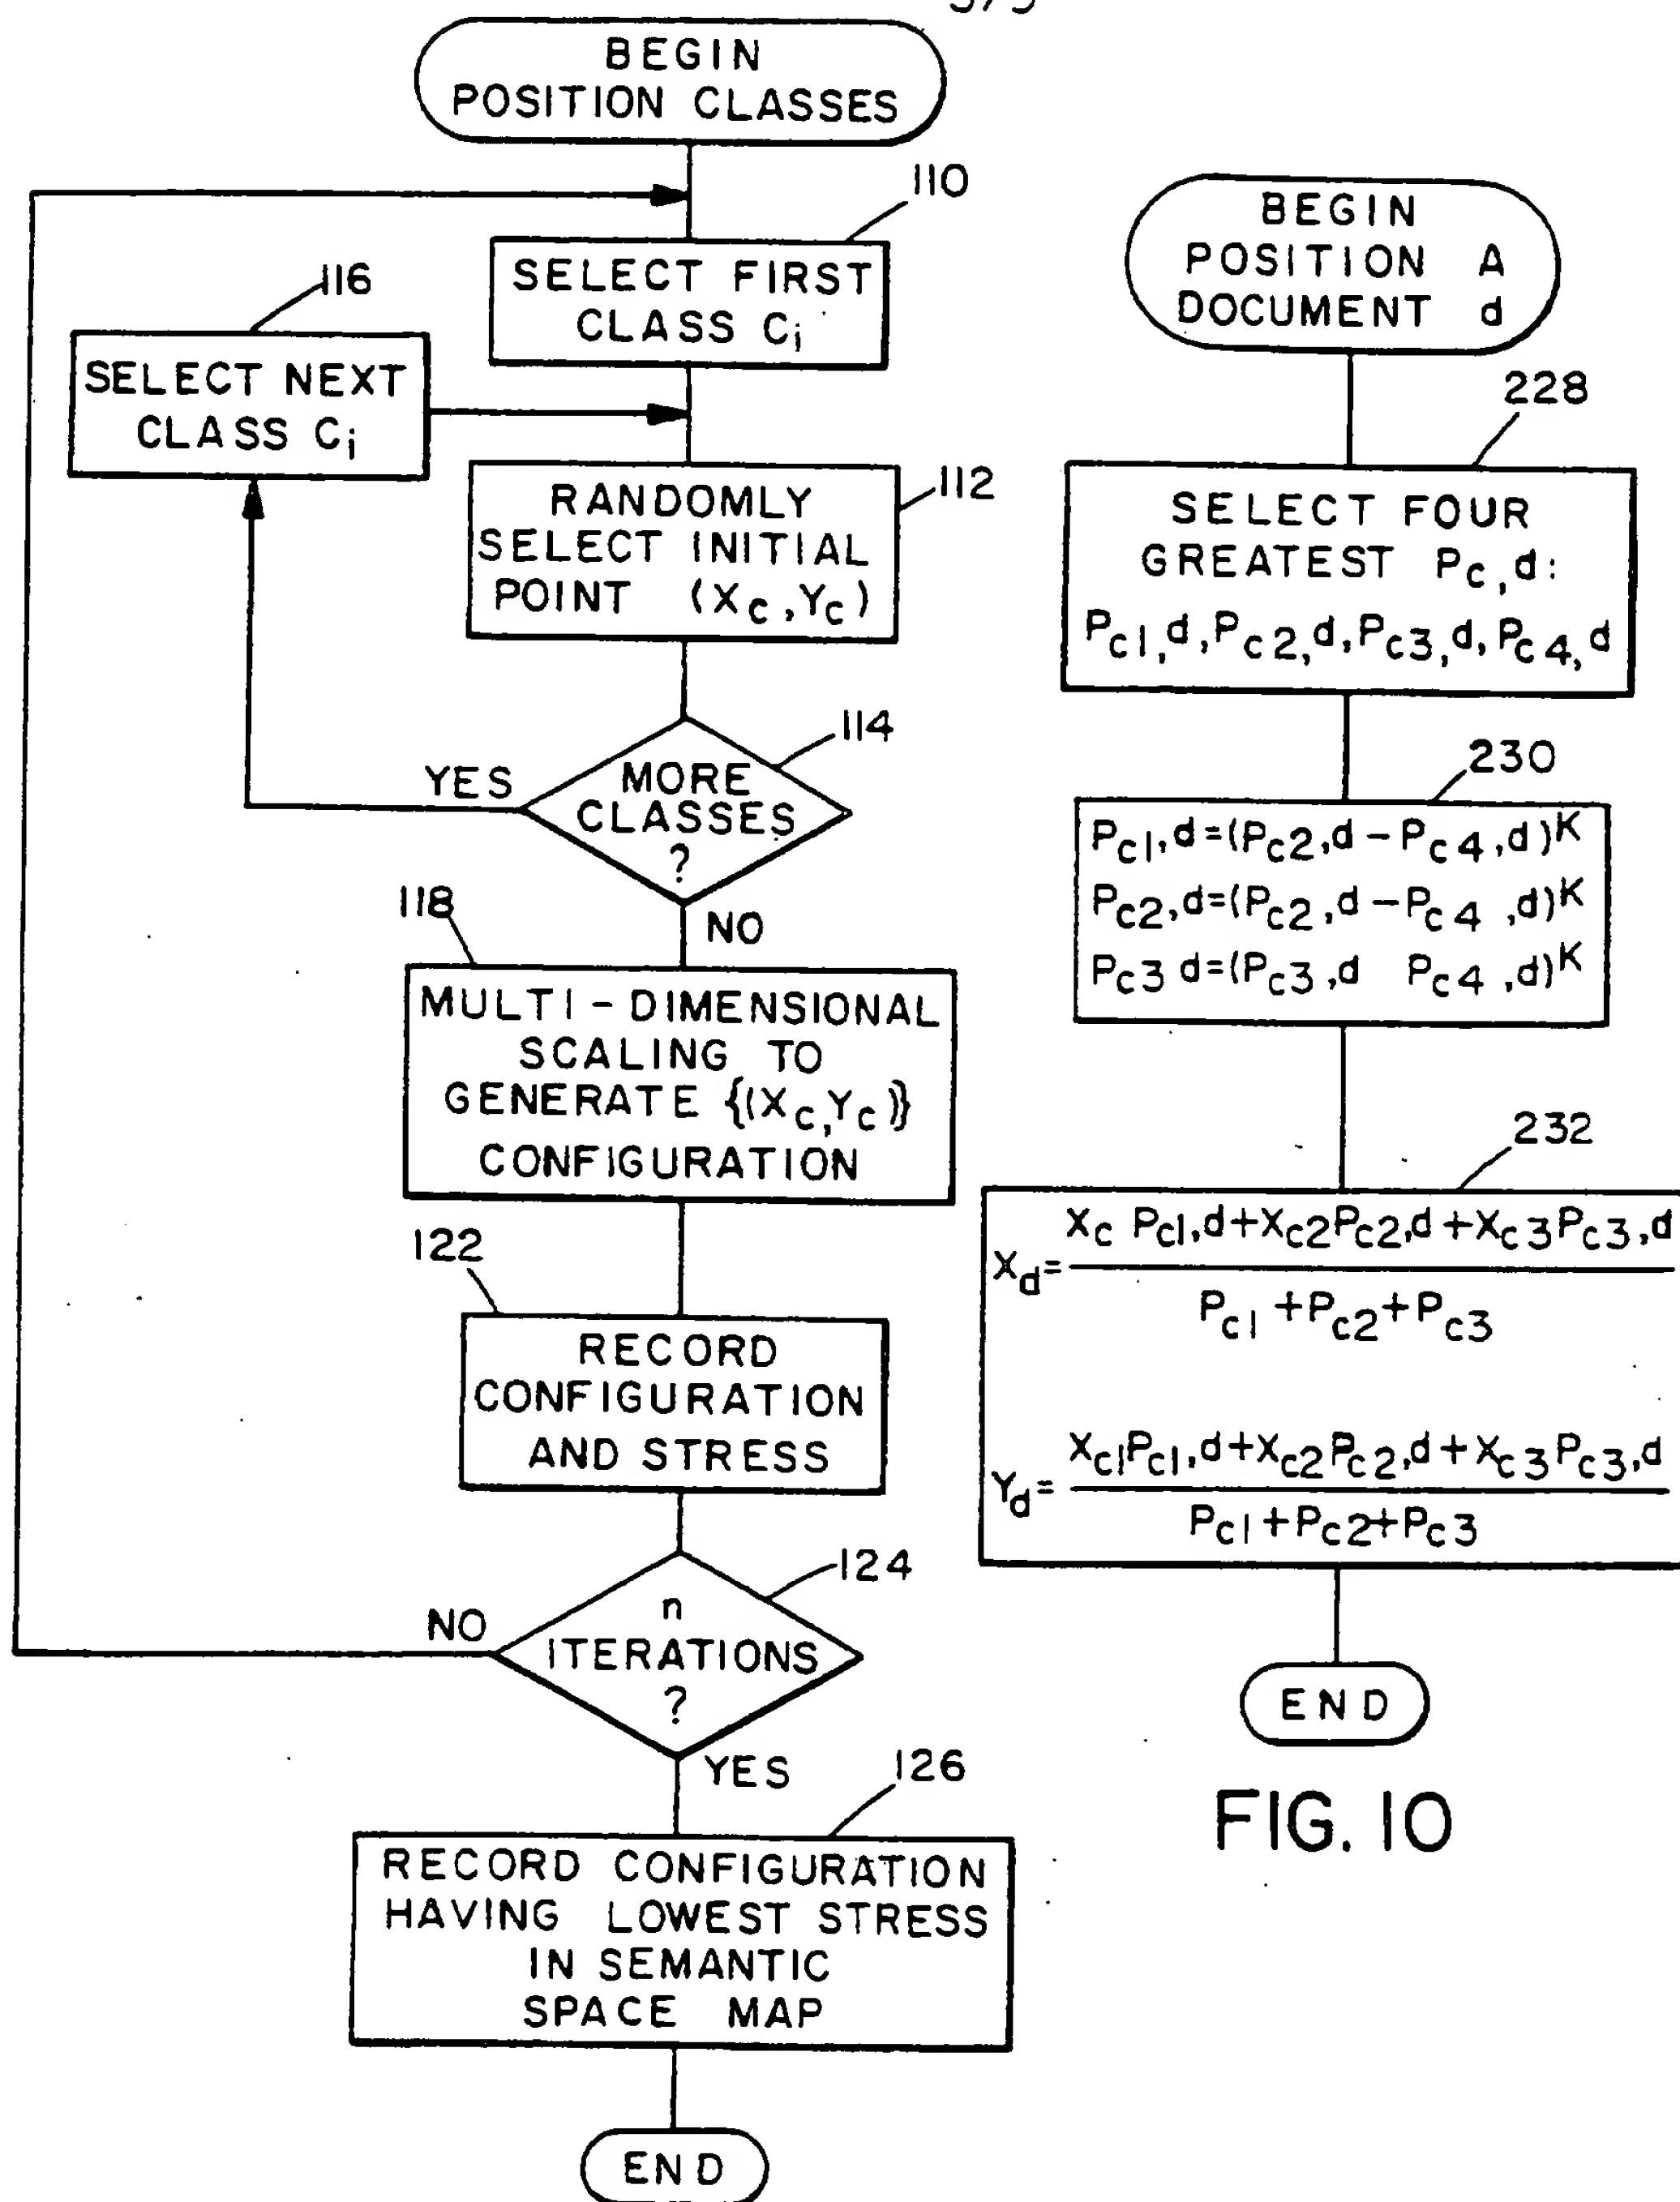 BEGIN
POSITION CLASSES
110
SELECT FIRST
CLASS Ci
116
SELECT NEXT
CLASS Ci
112
RANDOMLY
SELECT INITIAL
POINT (Xc,Yc)
114
YES
MORE
CLASSES
?
NO
118
MULTI-DIMENSIONAL
SCALING TO
GENERATE {(Xc,Yc)}
CONFIGURATION
122
RECORD
CONFIGURATION
AND STRESS
124
NO
n
ITERATIONS
?
YES
126
RECORD CONFIGURATION
HAVING LOWEST STRESS
IN SEMANTIC
SPACE MAP
END
BEGIN
POSITION A
DOCUMENT d
228
SELECT FOUR
GREATEST Pc,d:
Pc1,d,Pc2,d,Pc3,d,Pc4,d
230
Pc1,d=(Pc2,d-Pc4,d)K
Pc2,d=(Pc2,d-Pc4,d)K
Pc3 d=(Pc3,d Pc4,d)K
232
Xc Pc1,d+Xc2Pc2,d+Xc3Pc3,d
Xd=
Pc1+Pc2+Pc3
Xc1Pc1,d+Xc2Pc2,d+Xc3Pc3,d
Yd=
Pc1+Pc2+Pc3
END
FIG. 10